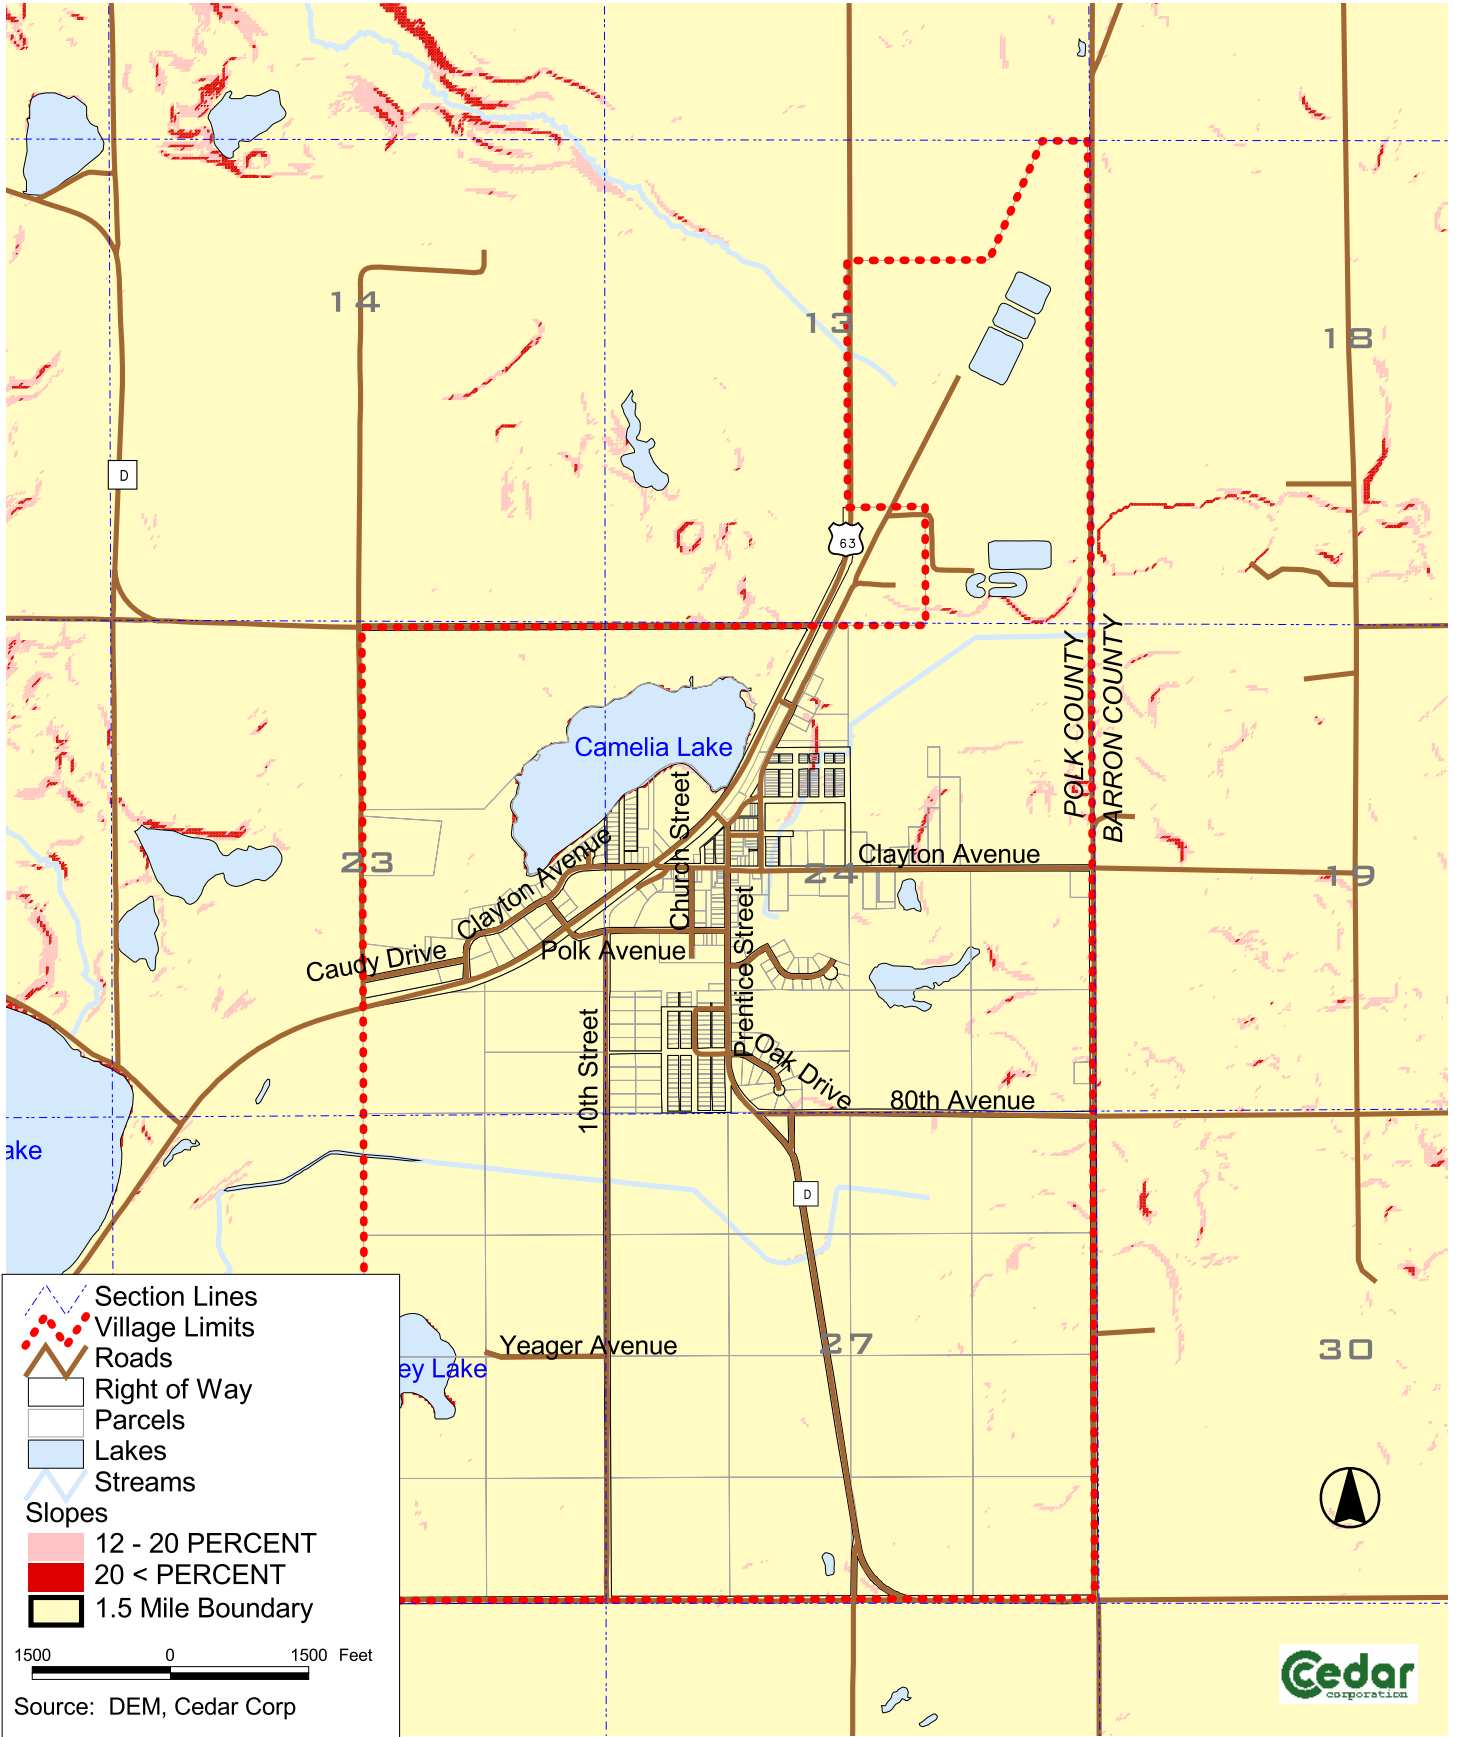 14
13
18
D
63
POLK COUNTY
BARRON COUNTY
Camelia Lake
Church Street
Clayton Avenue
23
24
19
Clayton Avenue
Caudy Drive
Polk Avenue
Prentice Street
10th Street
Oak Drive
80th Avenue
ake
D
Yeager Avenue
27
30
ey Lake
Section Lines
Village Limits
Roads
Right of Way
Parcels
Lakes
Streams
Slopes
12 - 20 PERCENT
20 < PERCENT
1.5 Mile Boundary
1500 0 1500 Feet
Source: DEM, Cedar Corp
Cedar
corporation